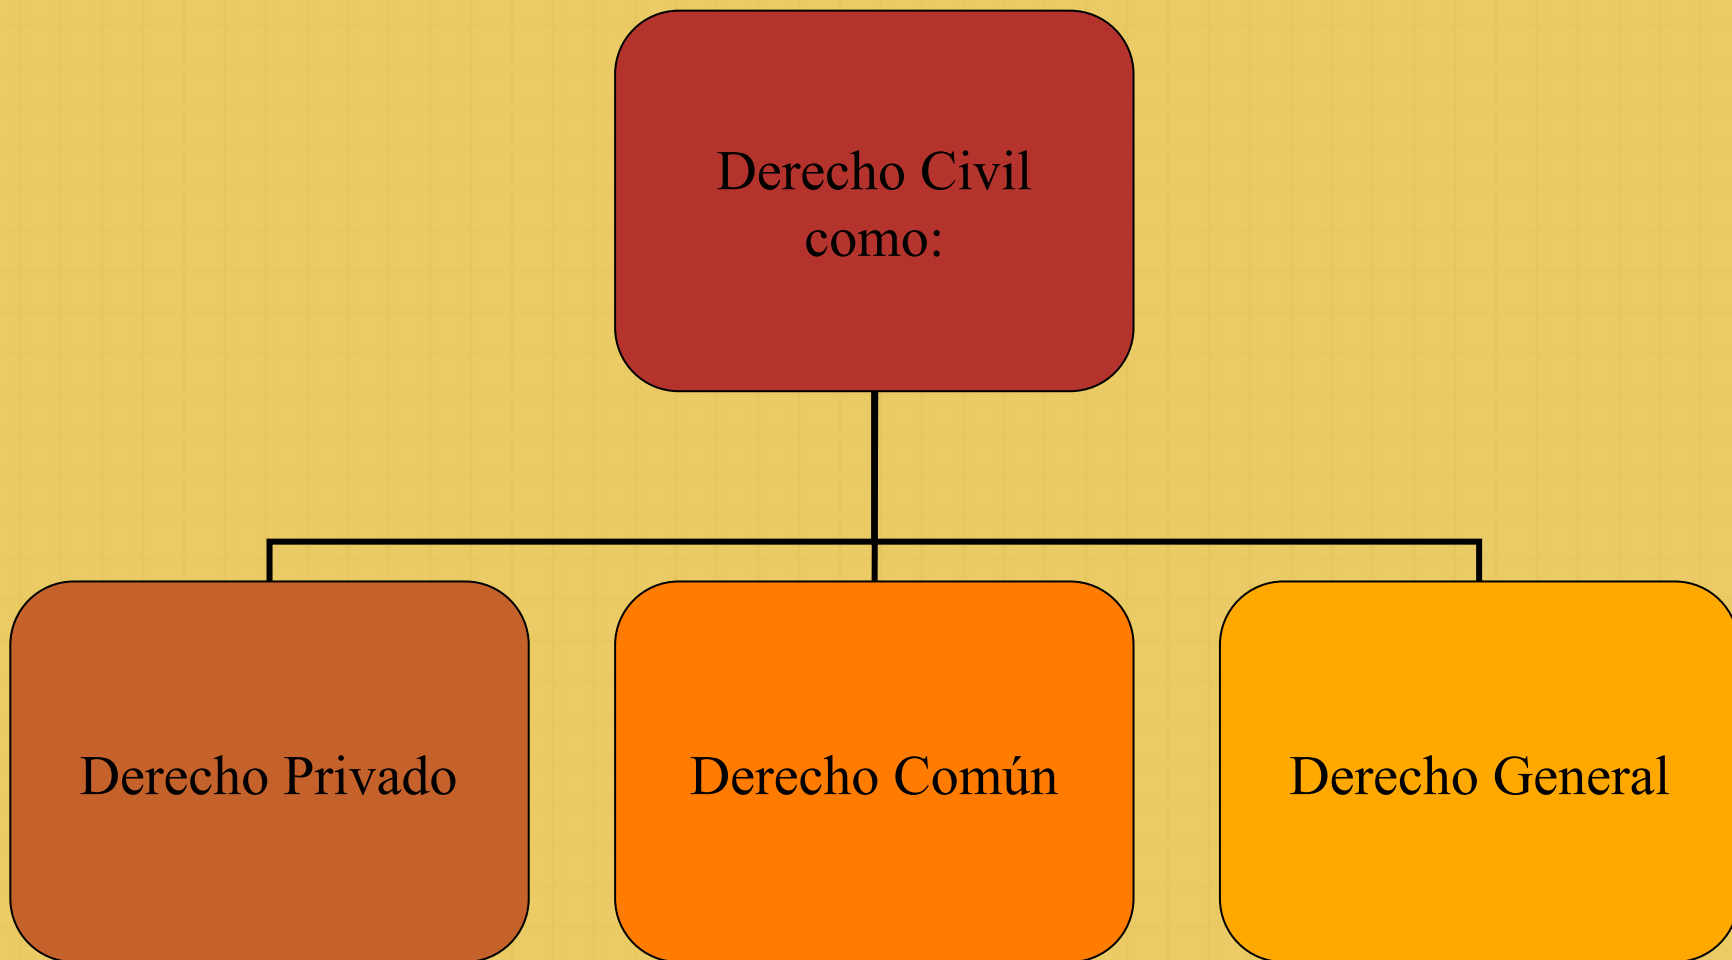 Derecho Civil
como:
Derecho Privado
Derecho Común
Derecho General